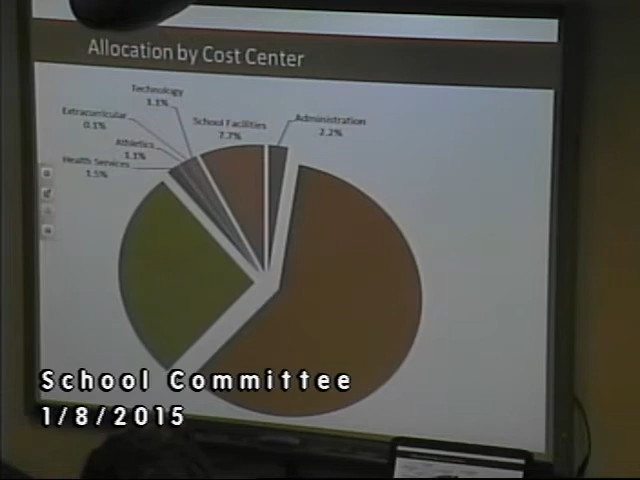 Allocation by Cost Center
Technology
1.1%
Extracurricular
0.1%
School Facilities
7.7%
Administration
2.2%
Athletics
1.1%
Health Services
1.5%
School Committee
1/8/2015